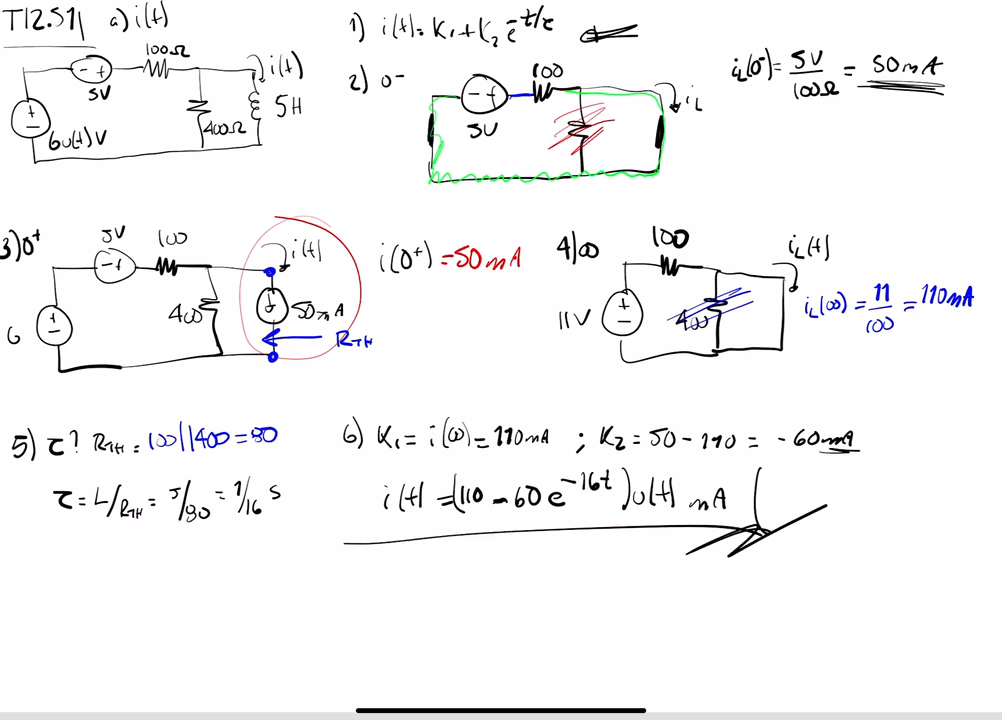 T12.51 a) i(t)
100Ω
i(t)
- +
5V
5H
400Ω
+
-
6u(t)V
1) i(t)= K₁+K₂e^-t/τ
2) 0⁻
100
- +
5V
iL
iL(0⁻)= 5V/100Ω = 50mA
3) 0⁺
5V
100
- +
i(t)
400
50mA
+
-
6
RTH
i(0⁺)=50mA
4) ∞
100
iL(t)
11V
+
-
400
iL(∞)= 11/100 = 110mA
5) τ? RTH= 100||400=80
τ= L/RTH= 5/80 = 1/16 s
6) K₁= i(∞)=110mA ; K₂=50-110= -60mA
i(t)=(110-60e^-16t)u(t) mA